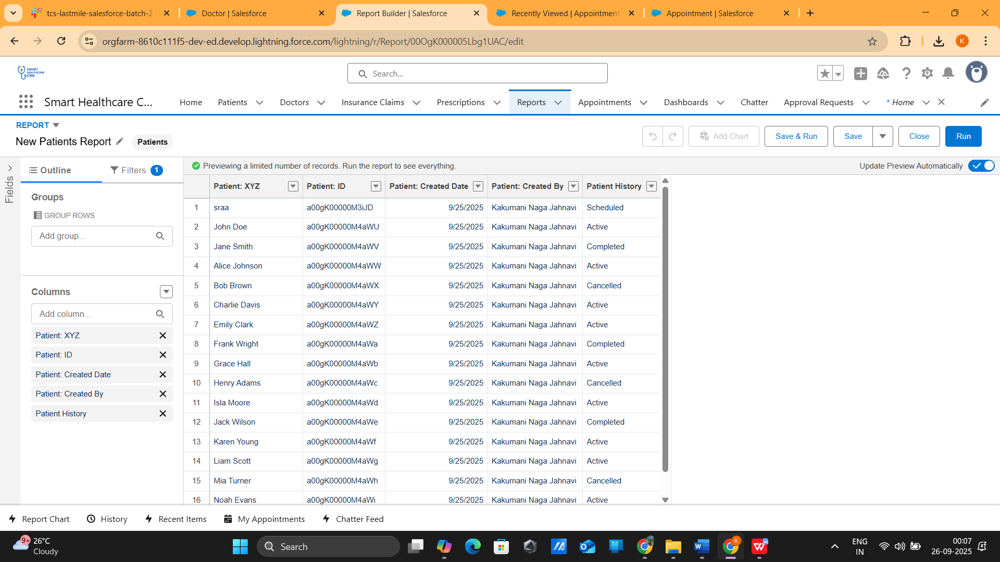 tcs-lastmile-salesforce-batch-2
Doctor | Salesforce
Report Builder | Salesforce
Recently Viewed | Appointment
Appointment | Salesforce
orgfarm-8610c111f5-dev-ed.develop.lightning.force.com/lightning/r/Report/00OgK000005Lbg1UAC/edit
K
SMART
HEALTHCARE
CRM
Search...
Smart Healthcare C...
Home
Patients
Doctors
Insurance Claims
Prescriptions
Reports
Appointments
Dashboards
Chatter
Approval Requests
* Home
REPORT
New Patients Report
Patients
Add Chart
Save & Run
Save
Close
Run
Fields
Outline
Filters
1
Previewing a limited number of records. Run the report to see everything.
Update Preview Automatically
Groups
GROUP ROWS
Add group...
Columns
Add column...
Patient: XYZ
Patient: ID
Patient: Created Date
Patient: Created By
Patient History
Patient: XYZ Patient: ID Patient: Created Date Patient: Created By Patient History
1 sraa a00gK00000M3iJD 9/25/2025 Kakumani Naga Jahnavi Scheduled
2 John Doe a00gK00000M4aWU 9/25/2025 Kakumani Naga Jahnavi Active
3 Jane Smith a00gK00000M4aWV 9/25/2025 Kakumani Naga Jahnavi Completed
4 Alice Johnson a00gK00000M4aWW 9/25/2025 Kakumani Naga Jahnavi Active
5 Bob Brown a00gK00000M4aWX 9/25/2025 Kakumani Naga Jahnavi Cancelled
6 Charlie Davis a00gK00000M4aWY 9/25/2025 Kakumani Naga Jahnavi Active
7 Emily Clark a00gK00000M4aWZ 9/25/2025 Kakumani Naga Jahnavi Active
8 Frank Wright a00gK00000M4aWa 9/25/2025 Kakumani Naga Jahnavi Completed
9 Grace Hall a00gK00000M4aWb 9/25/2025 Kakumani Naga Jahnavi Active
10 Henry Adams a00gK00000M4aWc 9/25/2025 Kakumani Naga Jahnavi Cancelled
11 Isla Moore a00gK00000M4aWd 9/25/2025 Kakumani Naga Jahnavi Active
12 Jack Wilson a00gK00000M4aWe 9/25/2025 Kakumani Naga Jahnavi Completed
13 Karen Young a00gK00000M4aWf 9/25/2025 Kakumani Naga Jahnavi Active
14 Liam Scott a00gK00000M4aWg 9/25/2025 Kakumani Naga Jahnavi Active
15 Mia Turner a00gK00000M4aWh 9/25/2025 Kakumani Naga Jahnavi Cancelled
16 Noah Evans a00gK00000M4aWi 9/25/2025 Kakumani Naga Jahnavi Active
Report Chart
History
Recent Items
My Appointments
Chatter Feed
9+
26°C
Cloudy
Search
ENG
IN
00:07
26-09-2025